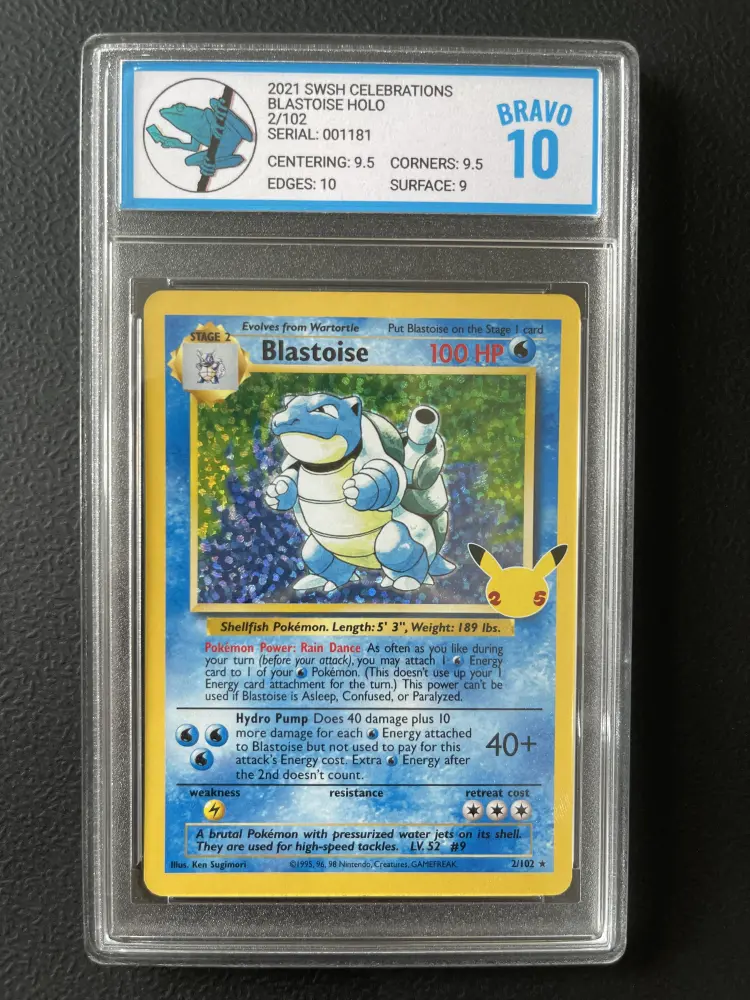 2021 SWSH CELEBRATIONS
BLASTOISE HOLO
2/102
SERIAL: 001181
CENTERING: 9.5 CORNERS: 9.5
EDGES: 10 SURFACE: 9
BRAVO
10
Evolves from Wartortle Put Blastoise on the Stage 1 card
STAGE 2
Blastoise 100 HP
25
Shellfish Pokémon. Length: 5' 3", Weight: 189 lbs.
Pokémon Power: Rain Dance As often as you like during
your turn (before your attack), you may attach 1 Energy
card to 1 of your Pokémon. (This doesn't use up your 1
Energy card attachment for the turn.) This power can't be
used if Blastoise is Asleep, Confused, or Paralyzed.
Hydro Pump Does 40 damage plus 10
more damage for each Energy attached
to Blastoise but not used to pay for this
attack's Energy cost. Extra Energy after
the 2nd doesn't count.
40+
weakness resistance retreat cost
A brutal Pokémon with pressurized water jets on its shell.
They are used for high-speed tackles. LV. 52 #9
Illus. Ken Sugimori ©1995, 96, 98 Nintendo, Creatures, GAMEFREAK. 2/102 ★